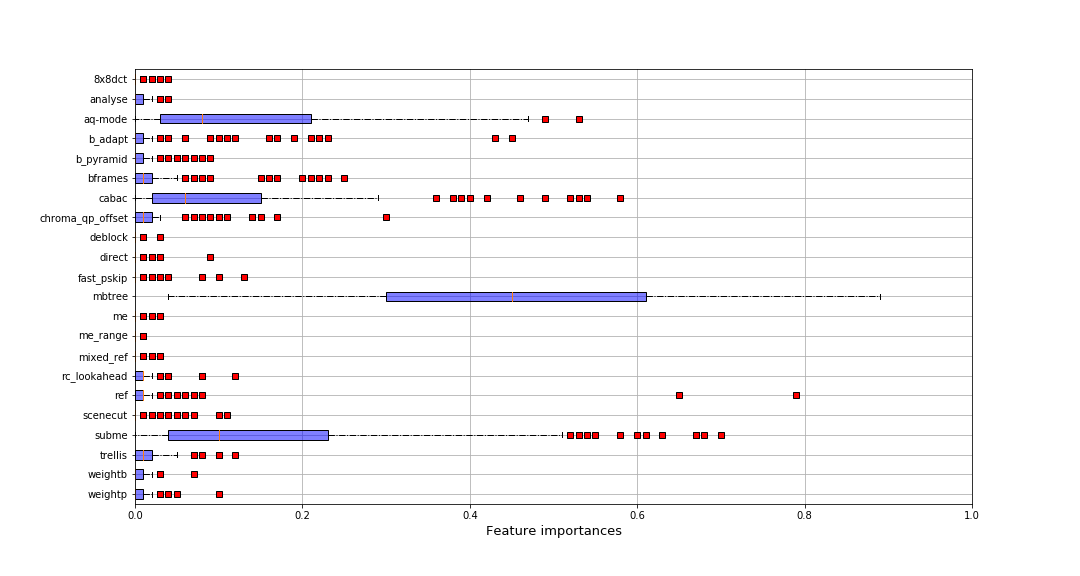 8x8dct
analyse
aq-mode
b_adapt
b_pyramid
bframes
cabac
chroma_qp_offset
deblock
direct
fast_pskip
mbtree
me
me_range
mixed_ref
rc_lookahead
ref
scenecut
subme
trellis
weightb
weightp
0.0 0.2 0.4 0.6 0.8 1.0
Feature importances